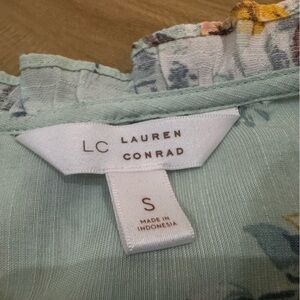 LC LAUREN
CONRAD
S
MADE IN
INDONESIA